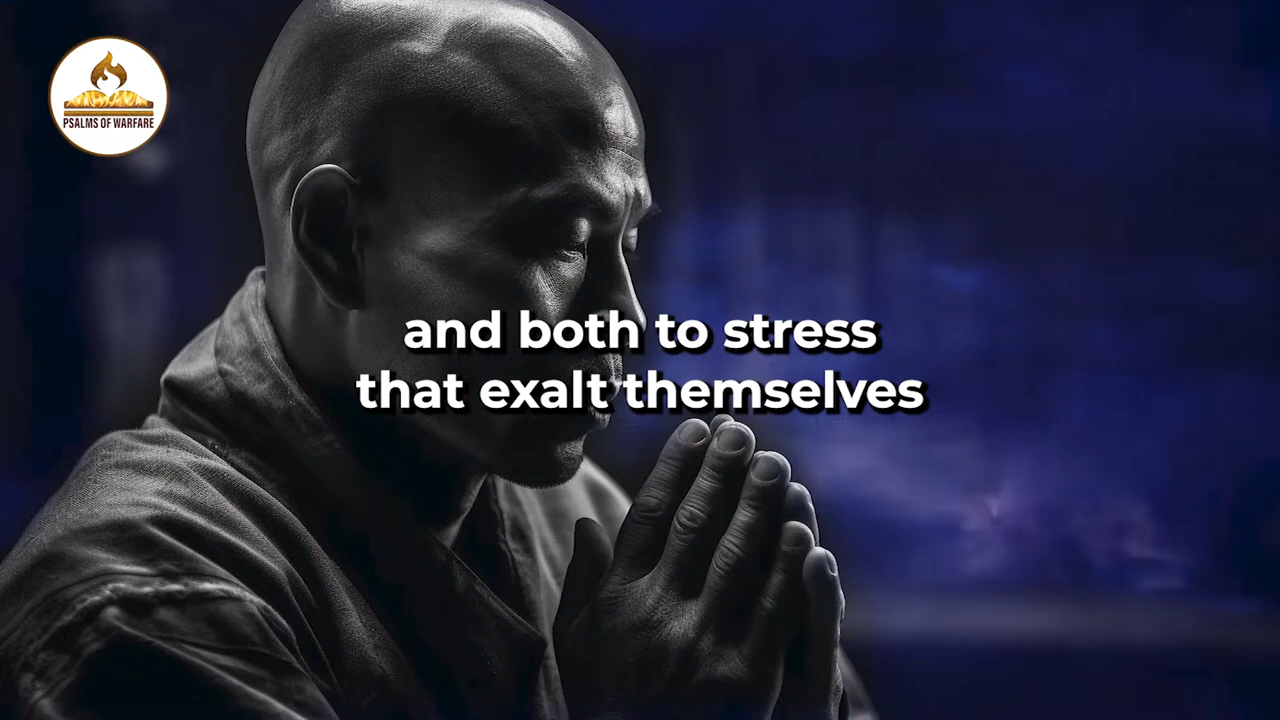 PSALMS OF WARFARE
and both to stress
that exalt themselves